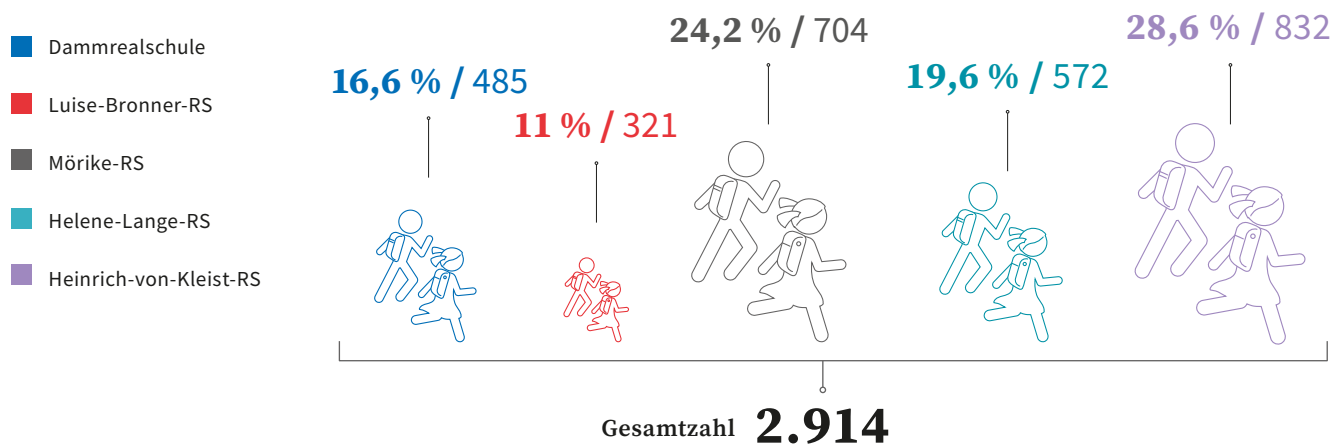 Dammrealschule
Luise-Bronner-RS
Mörike-RS
Helene-Lange-RS
Heinrich-von-Kleist-RS
16,6 % / 485
11 % / 321
24,2 % / 704
19,6 % / 572
28,6 % / 832
Gesamtzahl 2.914